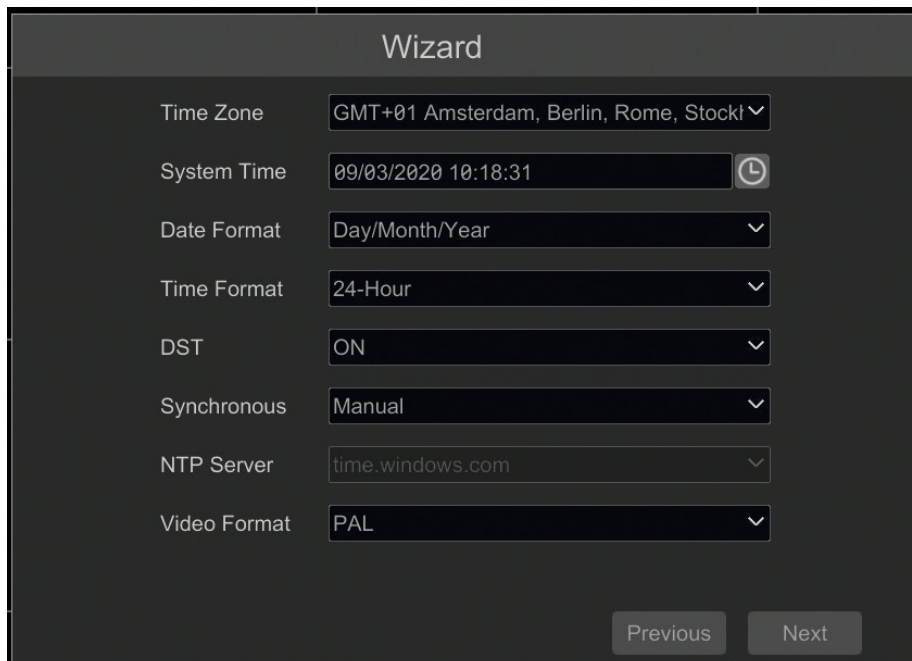 Wizard
Time Zone GMT+01 Amsterdam, Berlin, Rome,
System Time 09/03/2020 10:18:31
Date Format Day/Month/Year
Time Format 24-Hour
DST ON
Synchronous Manual
NTP Server time.windows.com
Video Format PAL
Previous Next